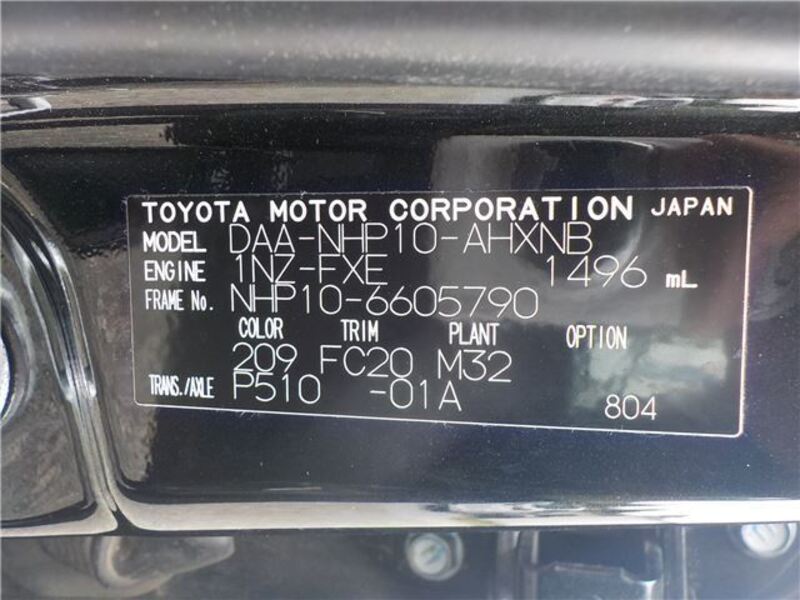 TOYOTA MOTOR CORPORATION JAPAN
MODEL DAA-NHP10-AHXNB
ENGINE 1NZ-FXE 1496 mL
FRAME No. NHP10-6605790
COLOR TRIM PLANT OPTION
209 FC20 M32
TRANS./AXLE P510 -01A
804